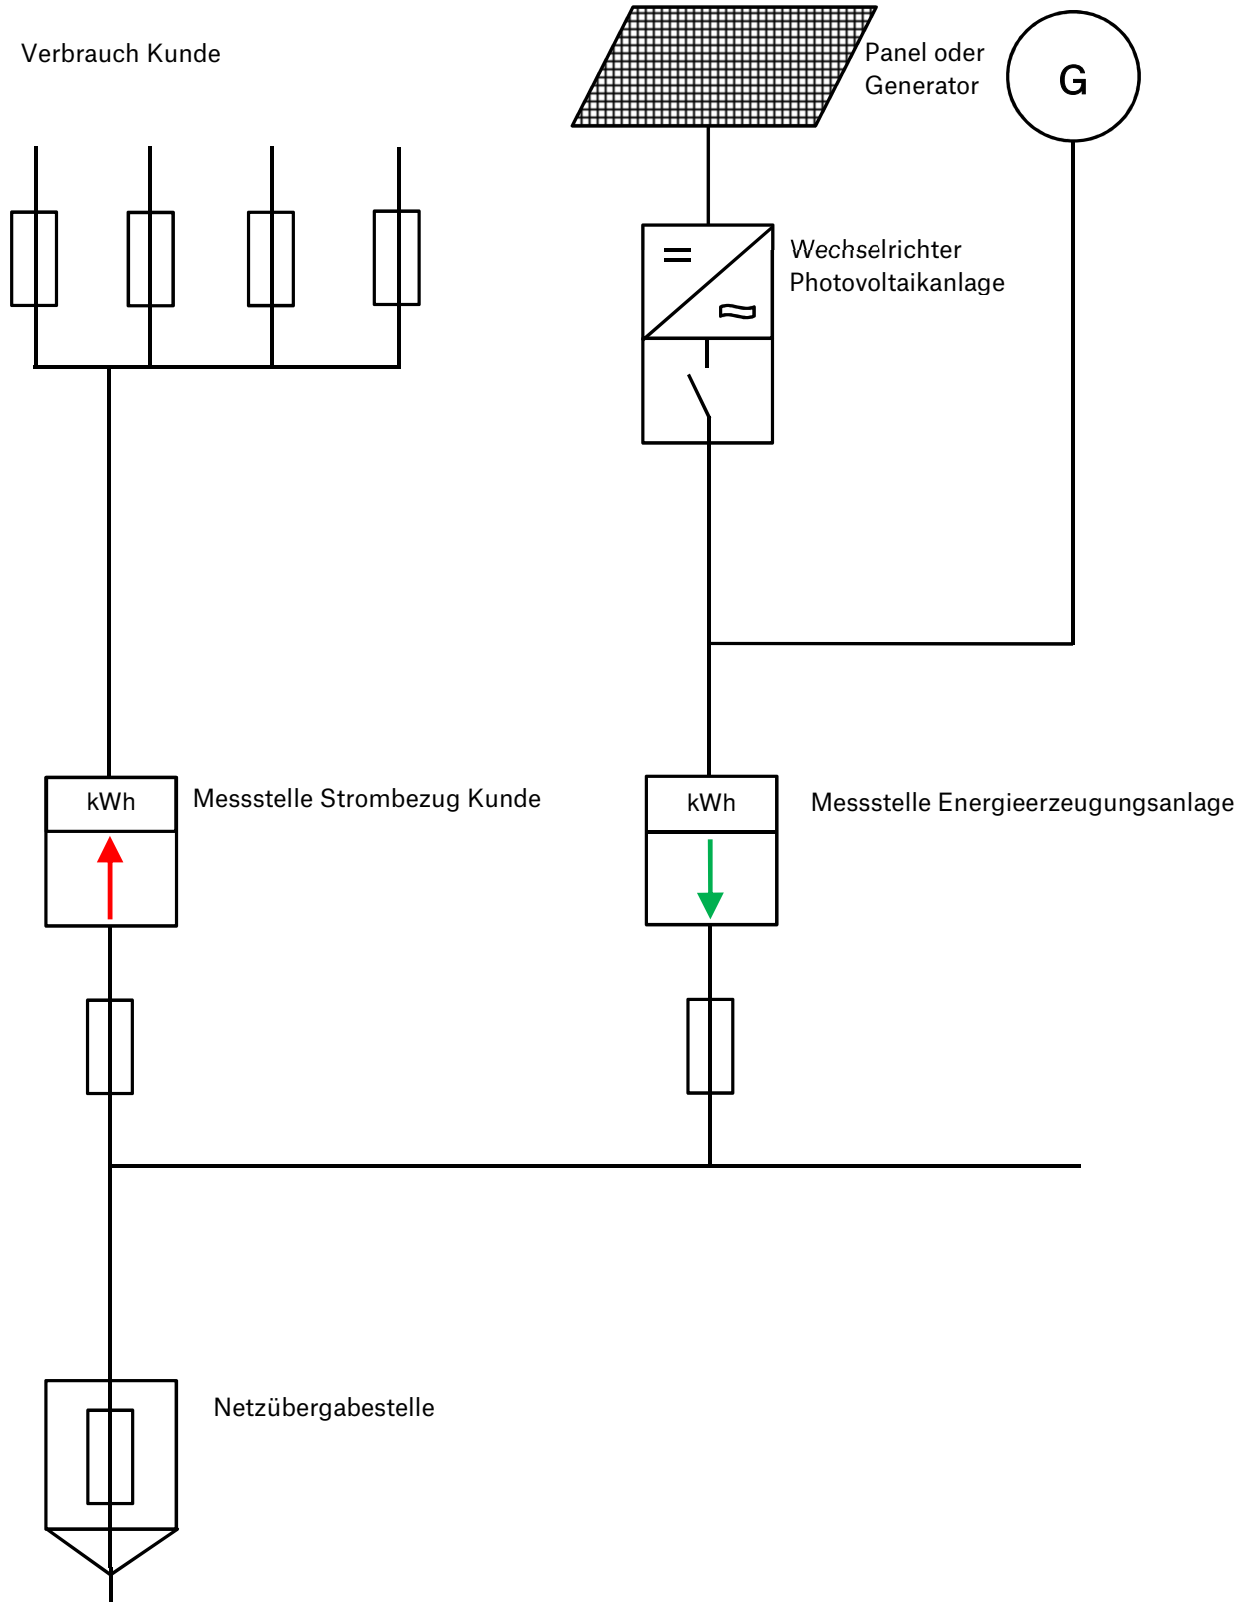 Verbrauch Kunde
Panel oder
Generator
G
Wechselrichter
Photovoltaikanlage
kWh
Messstelle Strombezug Kunde
kWh
Messstelle Energieerzeugungsanlage
Netzübergabestelle